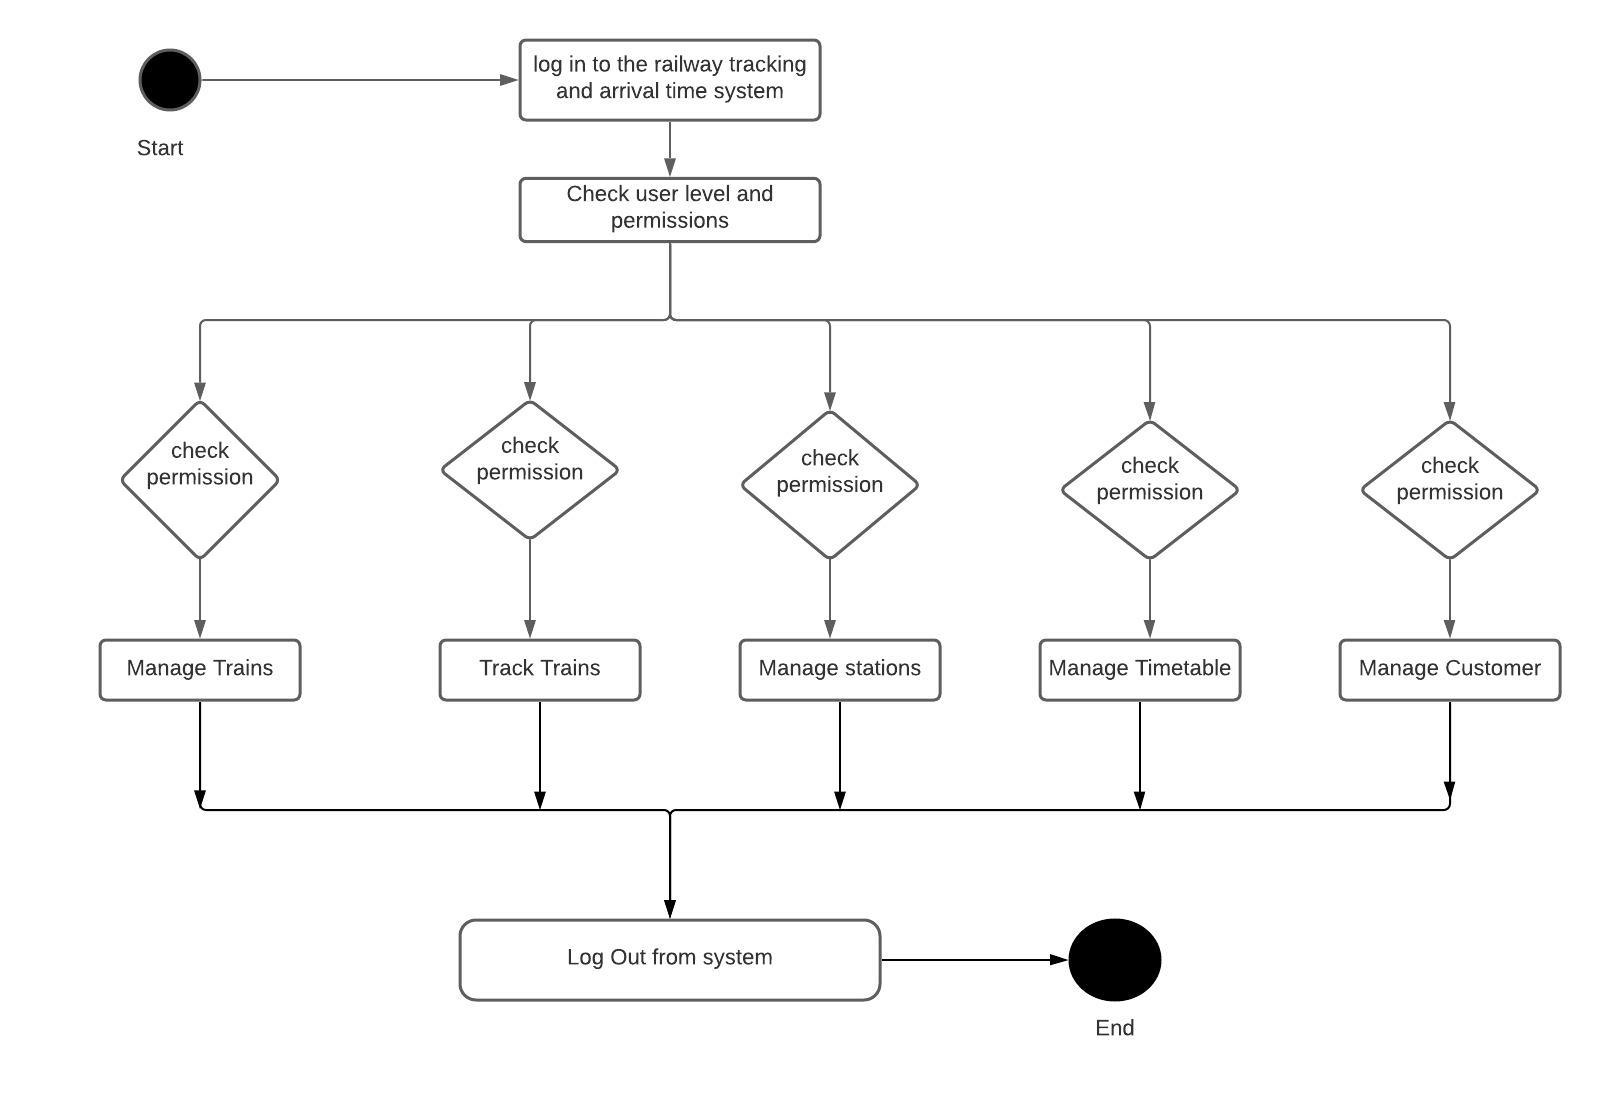 log in to the railway tracking
and arrival time system
Start
Check user level and
permissions
check
permission
check
permission
check
permission
check
permission
check
permission
Manage Trains
Track Trains
Manage stations
Manage Timetable
Manage Customer
Log Out from system
End